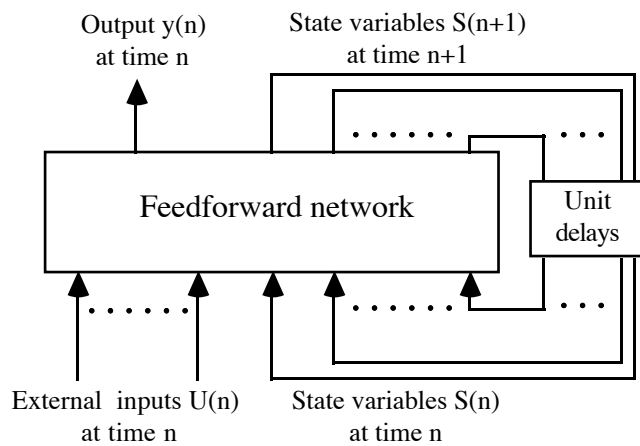 Output y(n)
at time n
State variables S(n+1)
at time n+1
Feedforward network
Unit
delays
External inputs U(n)
at time n
State variables S(n)
at time n